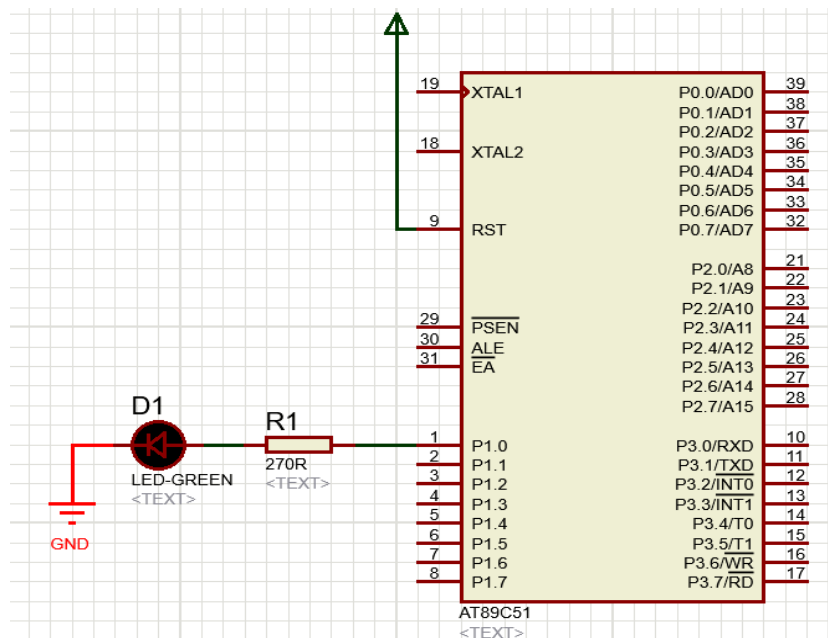 19 XTAL1 P0.0/AD0 39
P0.1/AD1 38
P0.2/AD2 37
18 XTAL2 P0.3/AD3 36
P0.4/AD4 35
P0.5/AD5 34
P0.6/AD6 33
9 RST P0.7/AD7 32
P2.0/A8 21
P2.1/A9 22
P2.2/A10 23
29 PSEN P2.3/A11 24
30 ALE P2.4/A12 25
31 EA P2.5/A13 26
P2.6/A14 27
P2.7/A15 28
D1
R1
1 P1.0 P3.0/RXD 10
2 P1.1 P3.1/TXD 11
3 P1.2 P3.2/INT0 12
4 P1.3 P3.3/INT1 13
5 P1.4 P3.4/T0 14
6 P1.5 P3.5/T1 15
7 P1.6 P3.6/WR 16
8 P1.7 P3.7/RD 17
270R
<TEXT>
LED-GREEN
<TEXT>
GND
AT89C51
<TEXT>